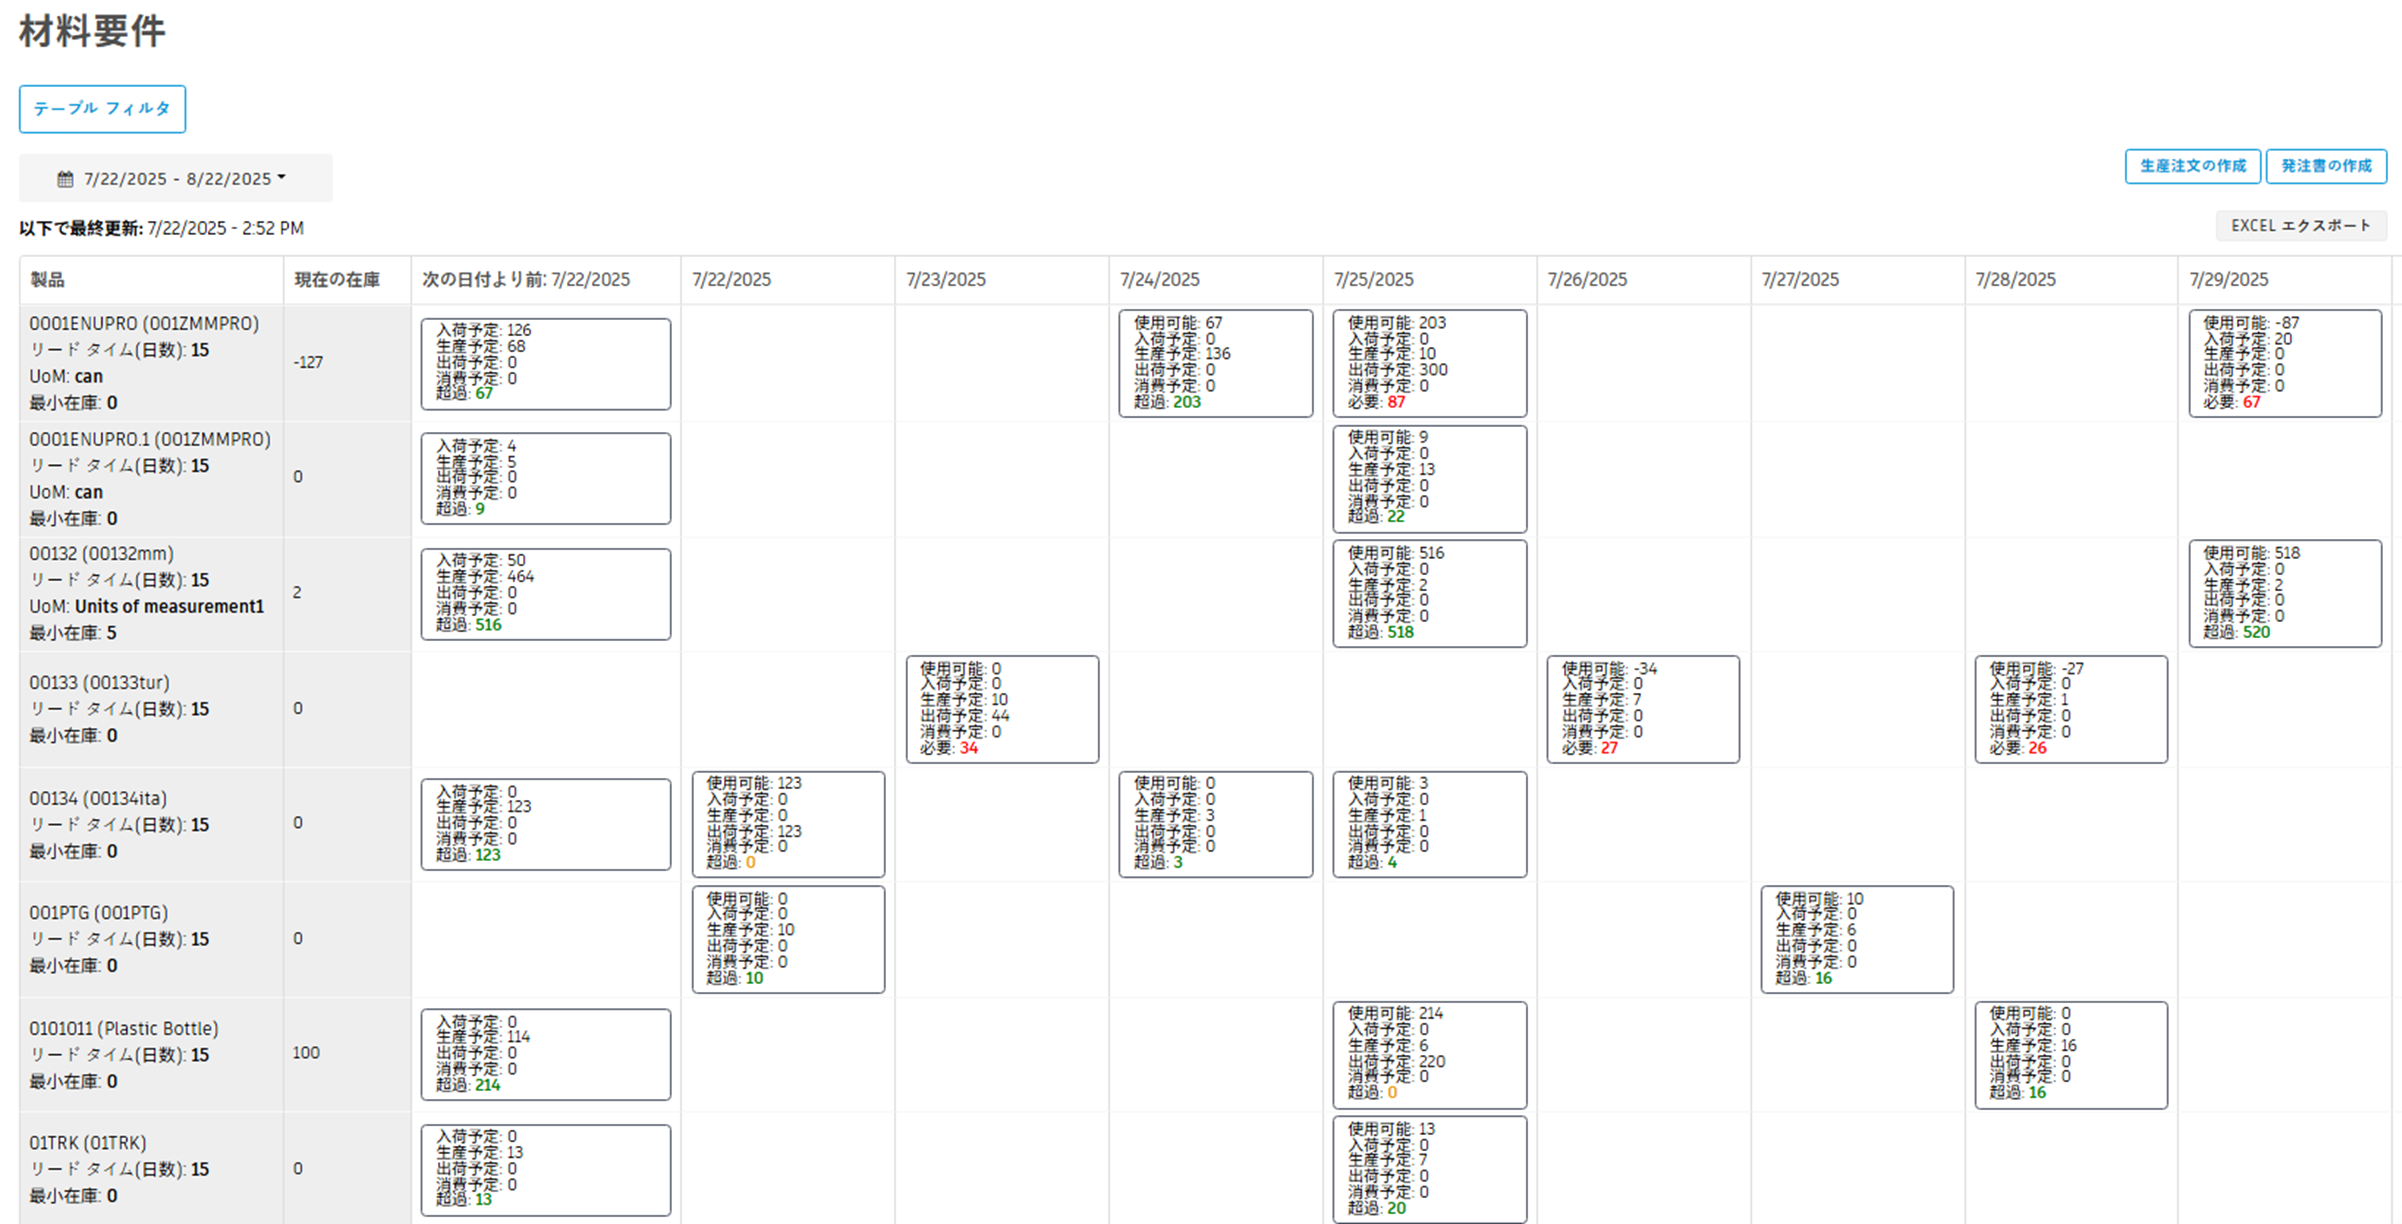 材料要件
テーブル フィルタ
7/22/2025 - 8/22/2025
生産注文の作成
発注書の作成
以下で最終更新: 7/22/2025 - 2:52 PM
EXCEL エクスポート
製品 現在の在庫 次の日付より前: 7/22/2025 7/22/2025 7/23/2025 7/24/2025 7/25/2025 7/26/2025 7/27/2025 7/28/2025 7/29/2025
0001ENUPRO (001ZMMPRO)
リード タイム(日数): 15
UoM: can
最小在庫: 0
-127
入荷予定: 126
生産予定: 68
出荷予定: 0
消費予定: 0
超過: 67
使用可能: 67
入荷予定: 0
生産予定: 136
出荷予定: 0
消費予定: 0
超過: 203
使用可能: 203
入荷予定: 0
生産予定: 10
出荷予定: 300
消費予定: 0
必要: 87
使用可能: -87
入荷予定: 20
生産予定: 0
出荷予定: 0
消費予定: 0
必要: 67
0001ENUPRO.1 (001ZMMPRO)
リード タイム(日数): 15
UoM: can
最小在庫: 0
0
入荷予定: 4
生産予定: 5
出荷予定: 0
消費予定: 0
超過: 9
使用可能: 9
入荷予定: 0
生産予定: 13
出荷予定: 0
消費予定: 0
超過: 22
00132 (00132mm)
リード タイム(日数): 15
UoM: Units of measurement1
最小在庫: 5
2
入荷予定: 50
生産予定: 464
出荷予定: 0
消費予定: 0
超過: 516
使用可能: 516
入荷予定: 0
生産予定: 2
出荷予定: 0
消費予定: 0
超過: 518
使用可能: 518
入荷予定: 0
生産予定: 2
出荷予定: 0
消費予定: 0
超過: 520
00133 (00133tur)
リード タイム(日数): 15
最小在庫: 0
0
使用可能: 0
入荷予定: 0
生産予定: 10
出荷予定: 44
消費予定: 0
必要: 34
使用可能: -34
入荷予定: 0
生産予定: 7
出荷予定: 0
消費予定: 0
必要: 27
使用可能: -27
入荷予定: 0
生産予定: 1
出荷予定: 0
消費予定: 0
必要: 26
00134 (00134ita)
リード タイム(日数): 15
最小在庫: 0
0
入荷予定: 0
生産予定: 123
出荷予定: 0
消費予定: 0
超過: 123
使用可能: 123
入荷予定: 0
生産予定: 0
出荷予定: 123
消費予定: 0
超過: 0
使用可能: 0
入荷予定: 0
生産予定: 3
出荷予定: 0
消費予定: 0
超過: 3
使用可能: 3
入荷予定: 0
生産予定: 1
出荷予定: 0
消費予定: 0
超過: 4
001PTG (001PTG)
リード タイム(日数): 15
最小在庫: 0
0
使用可能: 0
入荷予定: 0
生産予定: 10
出荷予定: 0
消費予定: 0
超過: 10
使用可能: 10
入荷予定: 0
生産予定: 6
出荷予定: 0
消費予定: 0
超過: 16
0101011 (Plastic Bottle)
リード タイム(日数): 15
最小在庫: 0
100
入荷予定: 0
生産予定: 114
出荷予定: 0
消費予定: 0
超過: 214
使用可能: 214
入荷予定: 0
生産予定: 6
出荷予定: 220
消費予定: 0
超過: 0
使用可能: 0
入荷予定: 0
生産予定: 16
出荷予定: 0
消費予定: 0
超過: 16
01TRK (01TRK)
リード タイム(日数): 15
最小在庫: 0
0
入荷予定: 0
生産予定: 13
出荷予定: 0
消費予定: 0
超過: 13
使用可能: 13
入荷予定: 0
生産予定: 7
出荷予定: 0
消費予定: 0
超過: 20